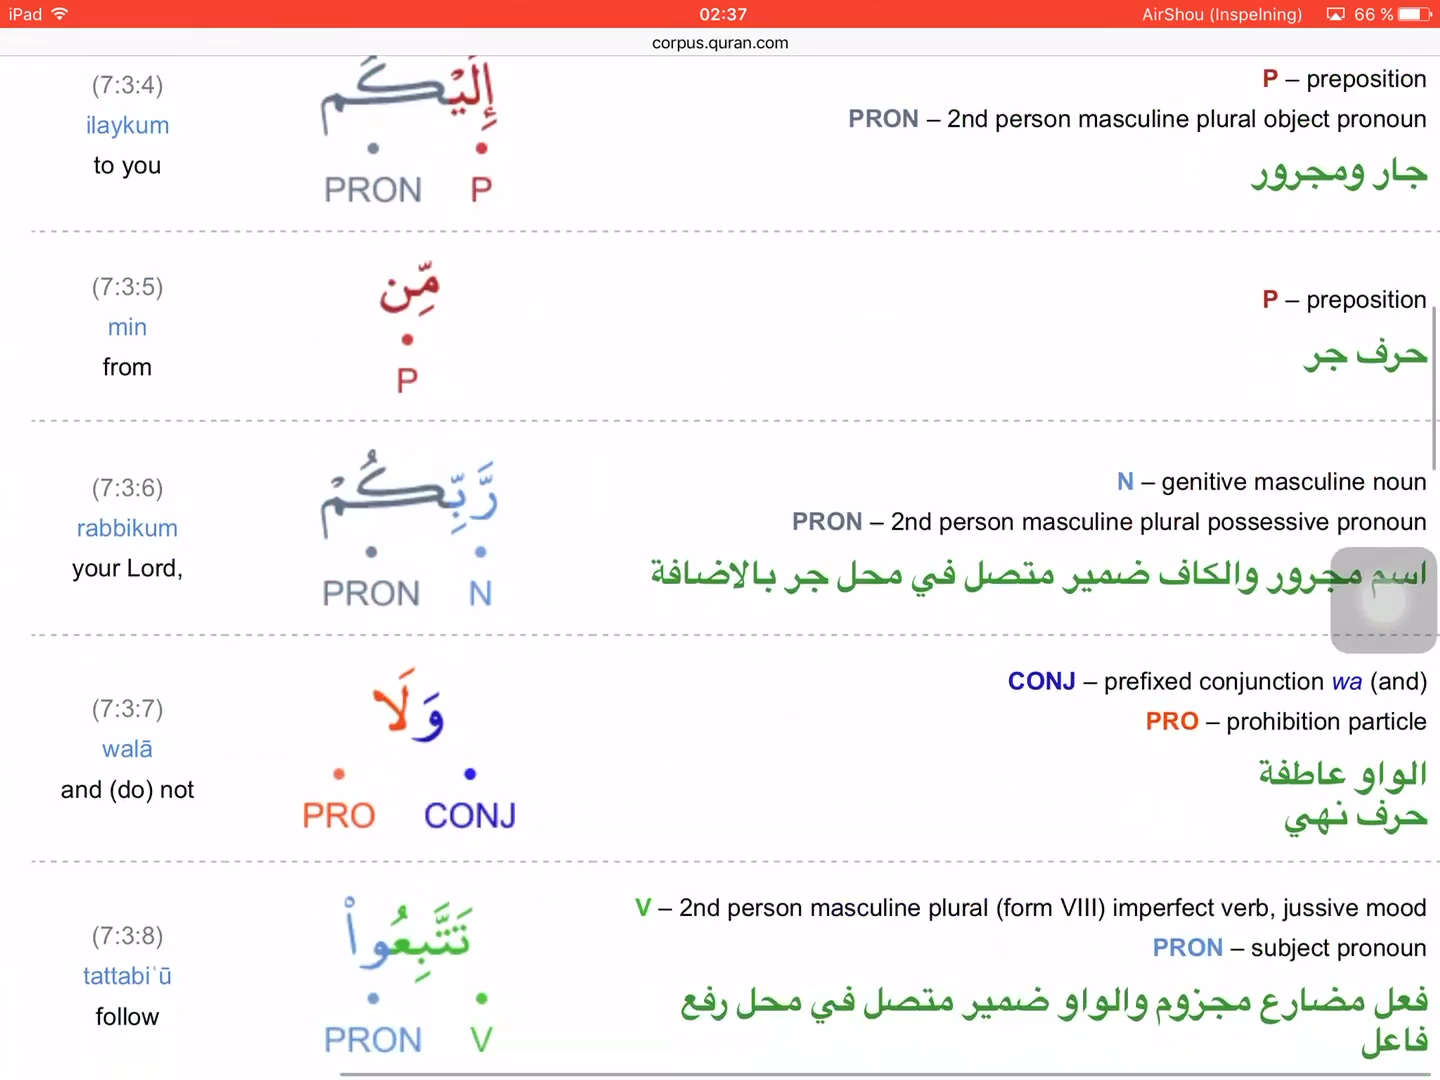 iPad 02:37 AirShou (Inspelning) 66 %
corpus.quran.com
(7:3:4)
ilaykum
to you
إِلَيْكُم
PRON P
P – preposition
PRON – 2nd person masculine plural object pronoun
جار ومجرور
(7:3:5)
min
from
مِّن
P
P – preposition
حرف جر
(7:3:6)
rabbikum
your Lord,
رَّبِّكُمْ
PRON N
N – genitive masculine noun
PRON – 2nd person masculine plural possessive pronoun
اسم مجرور والكاف ضمير متصل في محل جر بالاضافة
(7:3:7)
walā
and (do) not
وَلَا
PRO CONJ
CONJ – prefixed conjunction wa (and)
PRO – prohibition particle
الواو عاطفة
حرف نهي
(7:3:8)
tattabiʿū
follow
تَتَّبِعُوا۟
PRON V
V – 2nd person masculine plural (form VIII) imperfect verb, jussive mood
PRON – subject pronoun
فعل مضارع مجزوم والواو ضمير متصل في محل رفع
فاعل